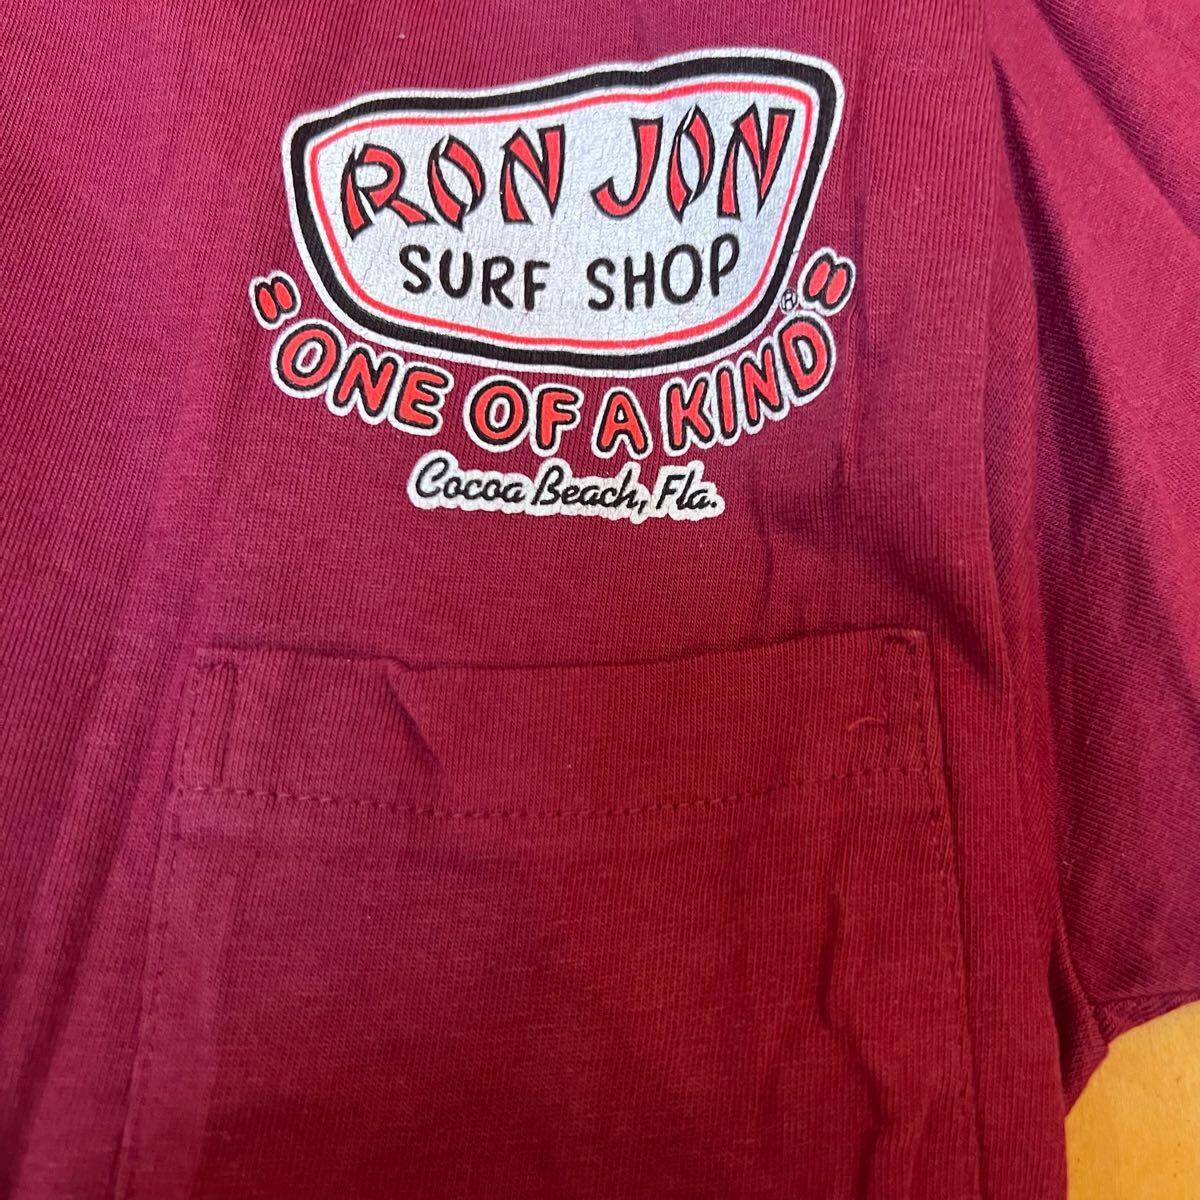 RON JON
SURF SHOP
®
"ONE OF A KIND"
Cocoa Beach, Fla.